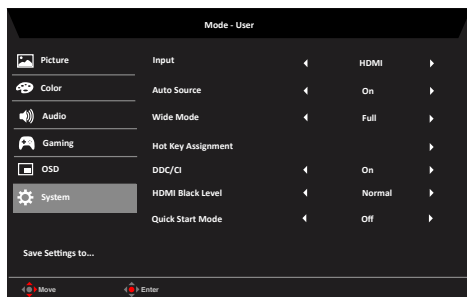 Mode - User
Picture
Input HDMI
Color
Auto Source On
Audio
Wide Mode Full
Gaming
Hot Key Assignment
OSD
DDC/CI On
System
HDMI Black Level Normal
Quick Start Mode Off
Save Settings to...
Move Enter